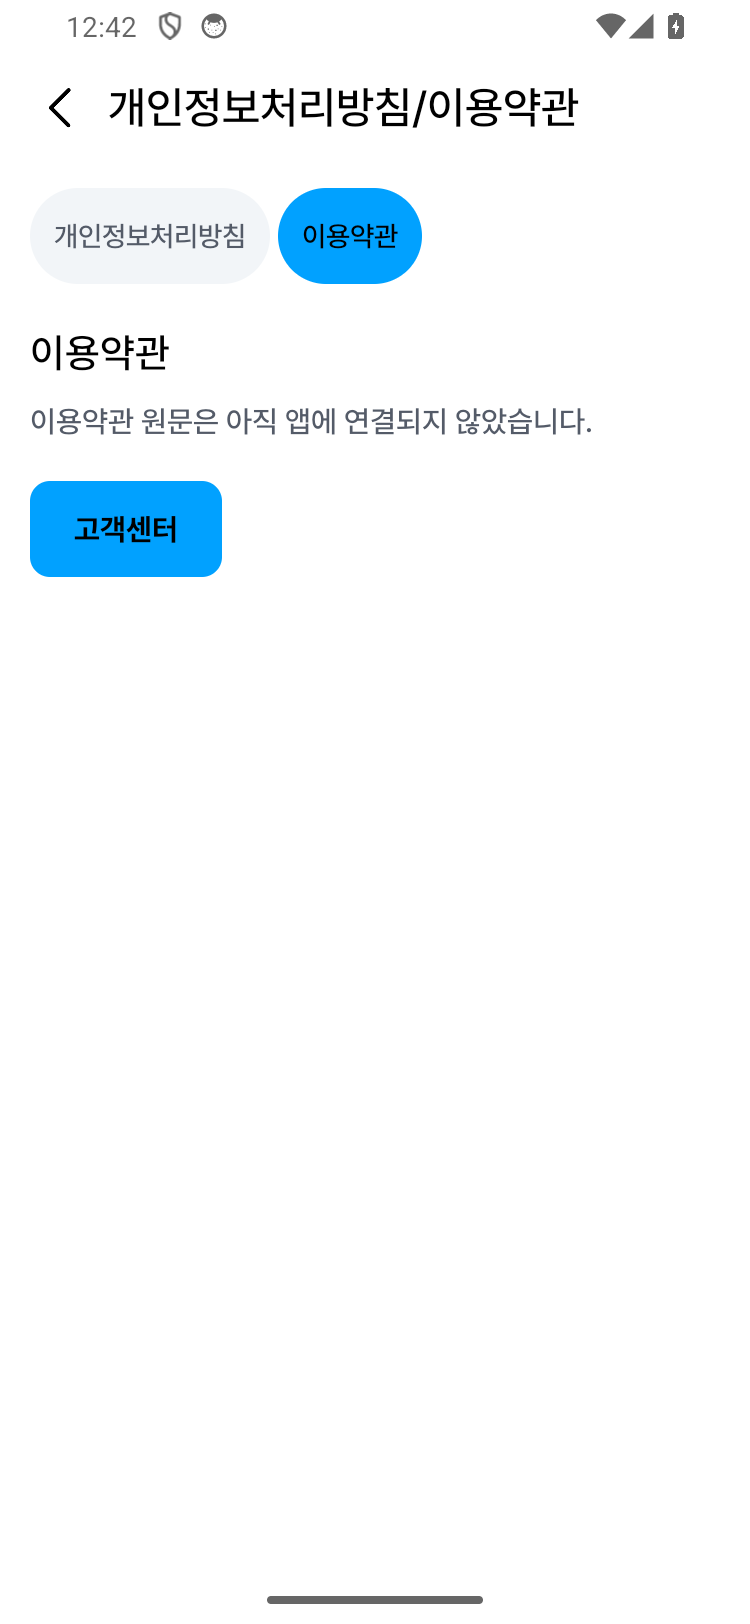 12:42
개인정보처리방침/이용약관
개인정보처리방침 이용약관
이용약관
이용약관 원문은 아직 앱에 연결되지 않았습니다.
고객센터